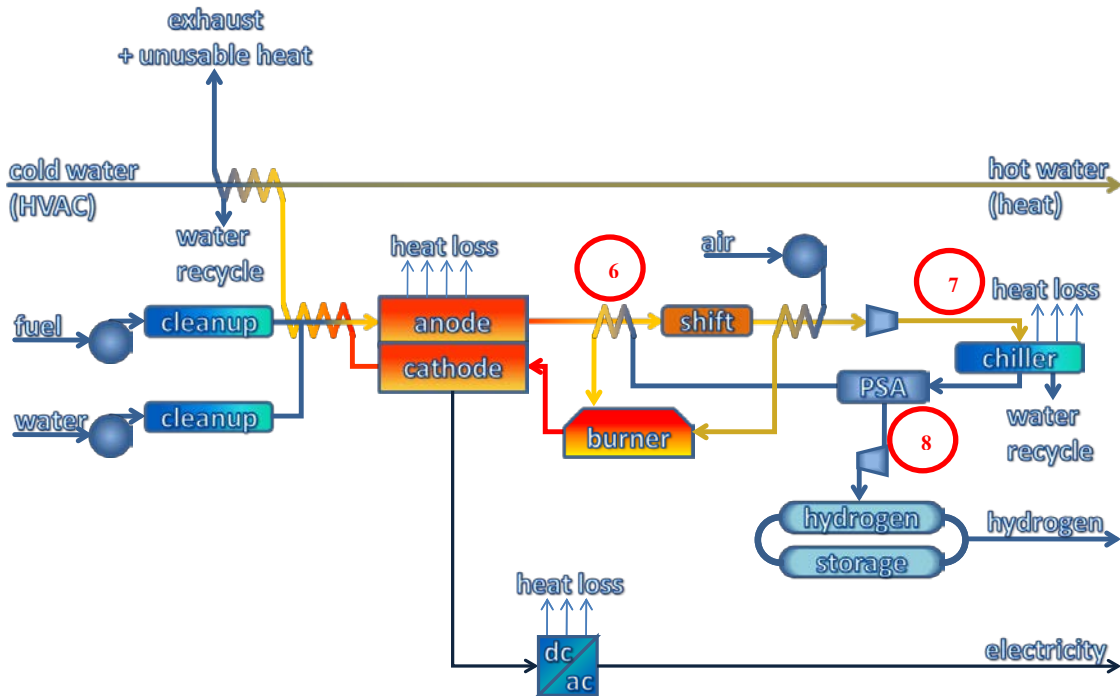 exhaust
+ unusable heat
cold water
(HVAC)
hot water
(heat)
water
recycle
heat loss
6
air
7
heat loss
fuel
cleanup
anode
shift
chiller
cathode
PSA
water
cleanup
burner
8
water
recycle
hydrogen
storage
hydrogen
heat loss
dc
ac
electricity